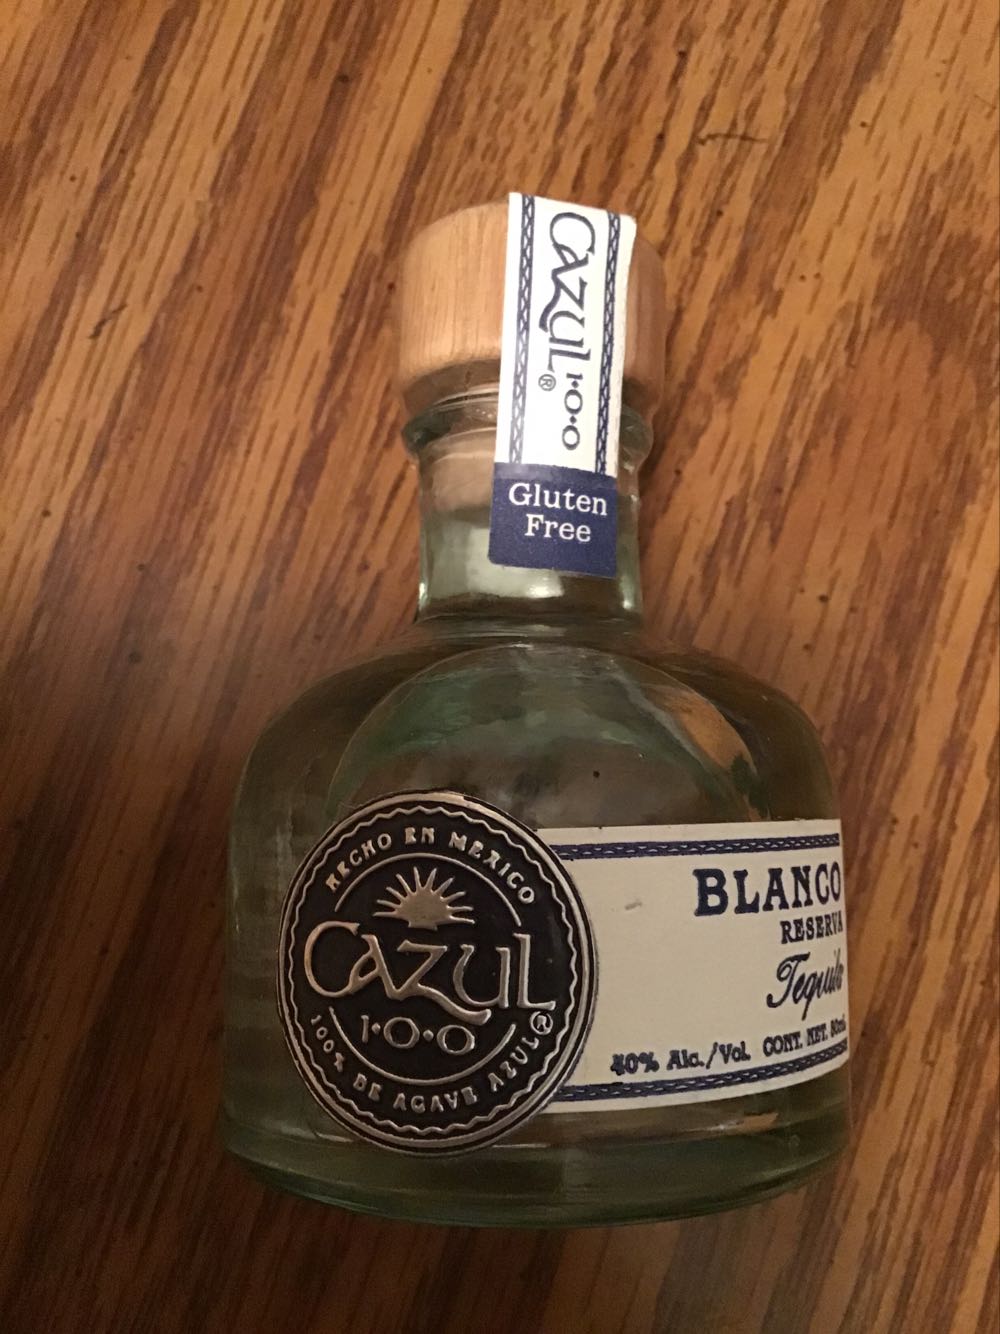 CAZUL 1·0·0®
Gluten
Free
HECHO EN MEXICO
CAZUL®
1·0·0
100% DE AGAVE AZUL
BLANCO
RESERVA
Tequila
40% Alc./Vol. CONT. NET.